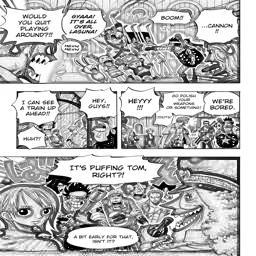 ...CANNON
!!
BOOM!!
GYAAA!
IT'S ALL
OVER,
LAGUNA!
WOULD
YOU QUIT
PLAYING
AROUND?!!
WE'RE
BORED.
GO POLISH
YOUR
WEAPONS
OR SOMETHING!
HEYYY
!!!
HEY,
GUYS!!
I CAN SEE
A TRAIN UP
AHEAD!!
HUH?!
IT'S PUFFING TOM,
RIGHT?!
A BIT EARLY FOR THAT,
ISN'T IT?